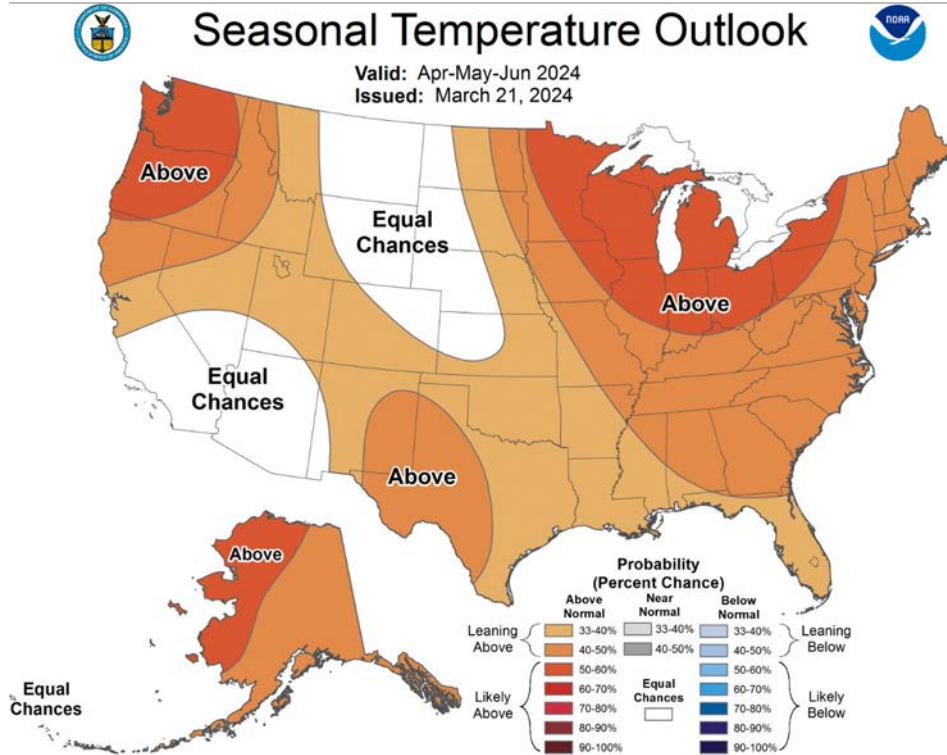 Seasonal Temperature Outlook
NOAA
Valid: Apr-May-Jun 2024
Issued: March 21, 2024
Above
Equal
Chances
Above
Equal
Chances
Above
Above
Equal
Chances
Probability
(Percent Chance)
Above
Normal
Near
Normal
Below
Normal
Leaning
Above
33-40%
40-50%
33-40%
40-50%
33-40%
40-50%
Leaning
Below
Likely
Above
50-60%
60-70%
70-80%
80-90%
90-100%
Equal
Chances
50-60%
60-70%
70-80%
80-90%
90-100%
Likely
Below